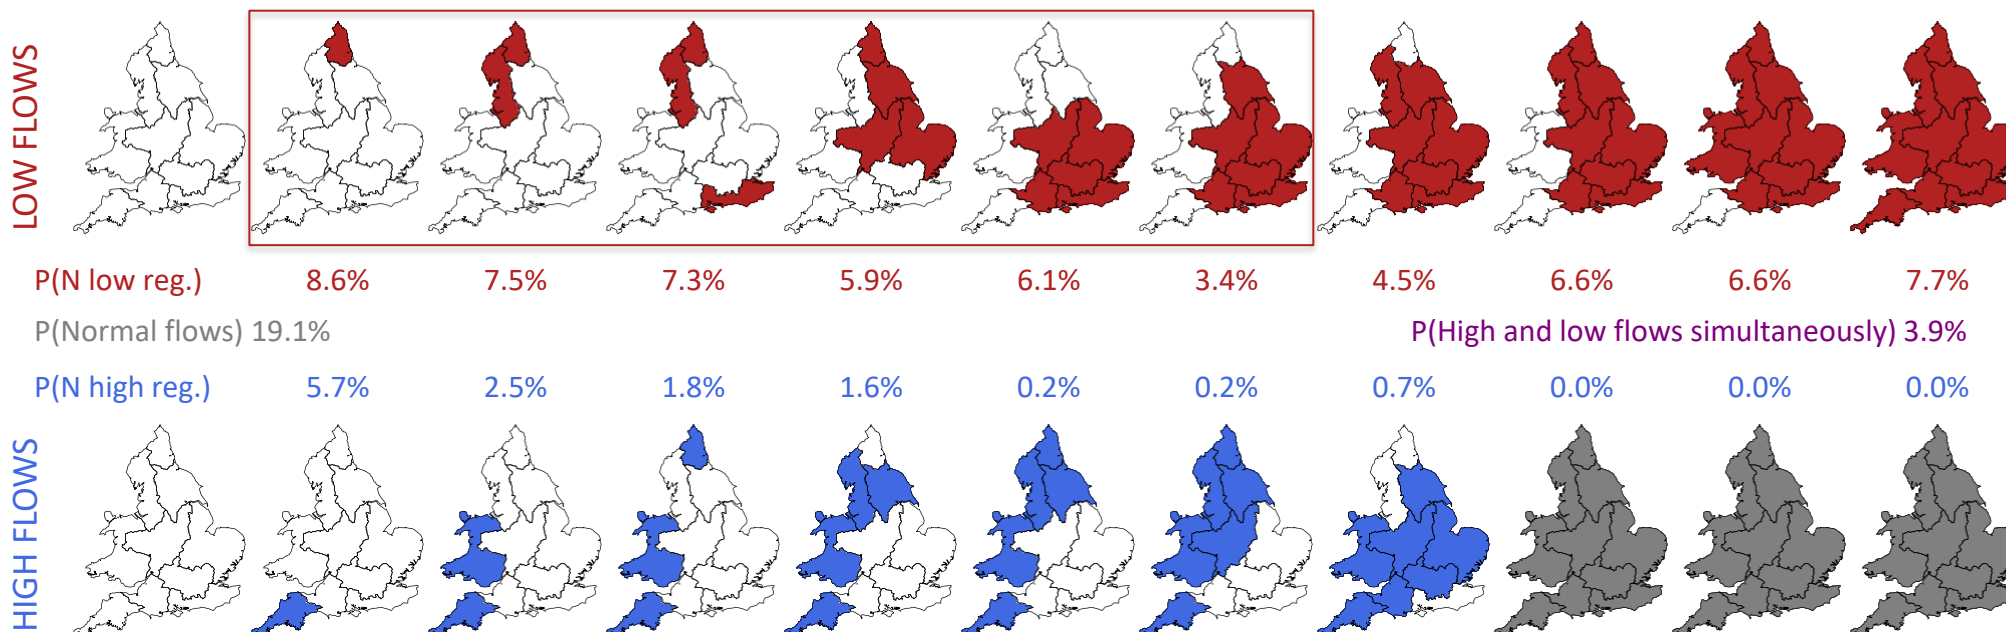 LOW FLOWS
P(N low reg.) 8.6% 7.5% 7.3% 5.9% 6.1% 3.4% 4.5% 6.6% 6.6% 7.7%
P(Normal flows) 19.1% P(High and low flows simultaneously) 3.9%
P(N high reg.) 5.7% 2.5% 1.8% 1.6% 0.2% 0.2% 0.7% 0.0% 0.0% 0.0%
HIGH FLOWS